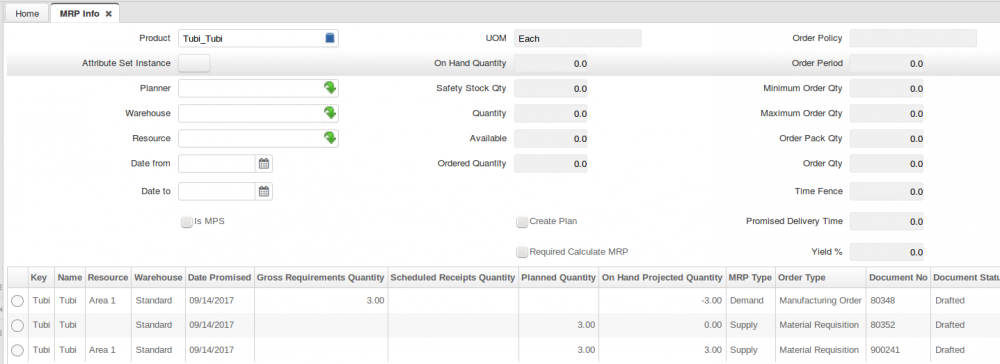 Home MRP Info
Product Tubi_Tubi UOM Each Order Policy
Attribute Set Instance On Hand Quantity 0.0 Order Period 0.0
Planner Safety Stock Qty 0.0 Minimum Order Qty 0.0
Warehouse Quantity 0.0 Maximum Order Qty 0.0
Resource Available 0.0 Order Pack Qty 0.0
Date from Ordered Quantity 0.0 Order Qty 0.0
Date to Time Fence 0.0
Is MPS Create Plan Promised Delivery Time 0.0
Required Calculate MRP Yield % 0.0
Key Name Resource Warehouse Date Promised Gross Requirements Quantity Scheduled Receipts Quantity Planned Quantity On Hand Projected Quantity MRP Type Order Type Document No Document Statu
Tubi Tubi Area 1 Standard 09/14/2017 3.00 -3.00 Demand Manufacturing Order 80348 Drafted
Tubi Tubi Standard 09/14/2017 3.00 0.00 Supply Material Requisition 80352 Drafted
Tubi Tubi Area 1 Standard 09/14/2017 3.00 3.00 Supply Material Requisition 900241 Drafted